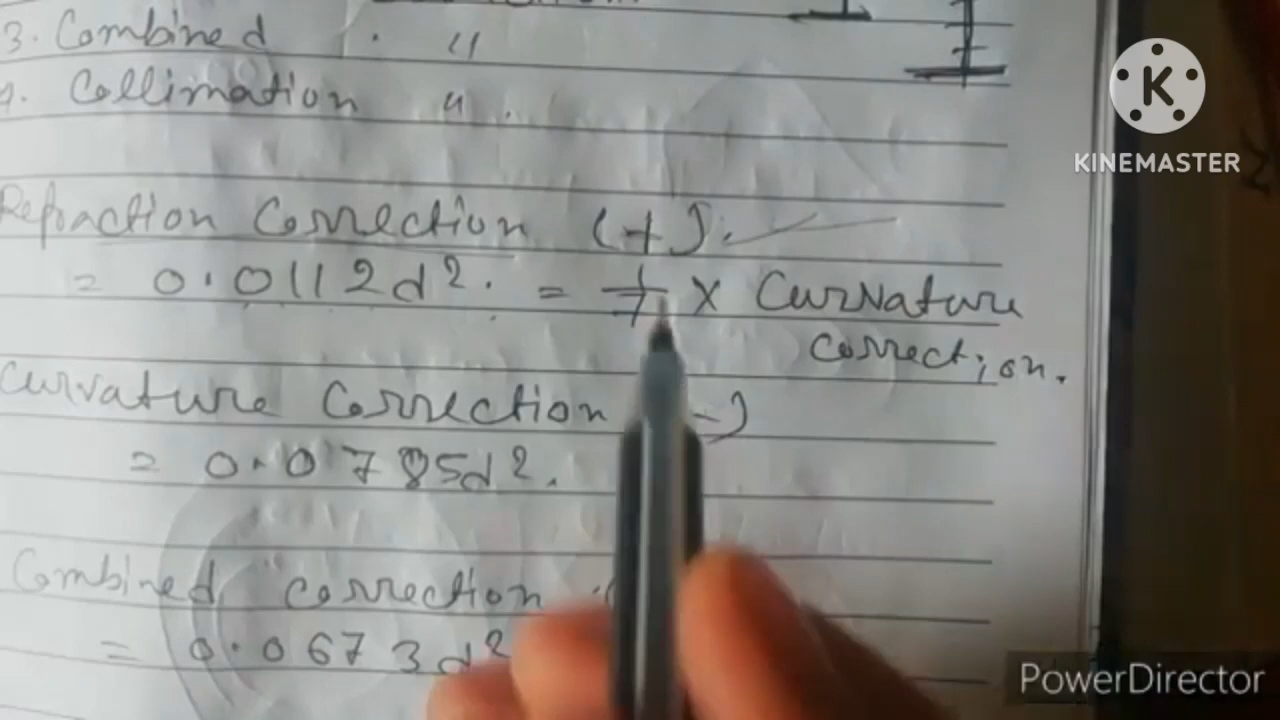 3. Combined "
4. Collimation " .
Refraction Correction (+).
= 0.0112d². = 1/7 × Curvature
correction.
Curvature Correction -)
= 0.0785d².
Combined correction (
= 0.0673d²
K
KINEMASTER
PowerDirector